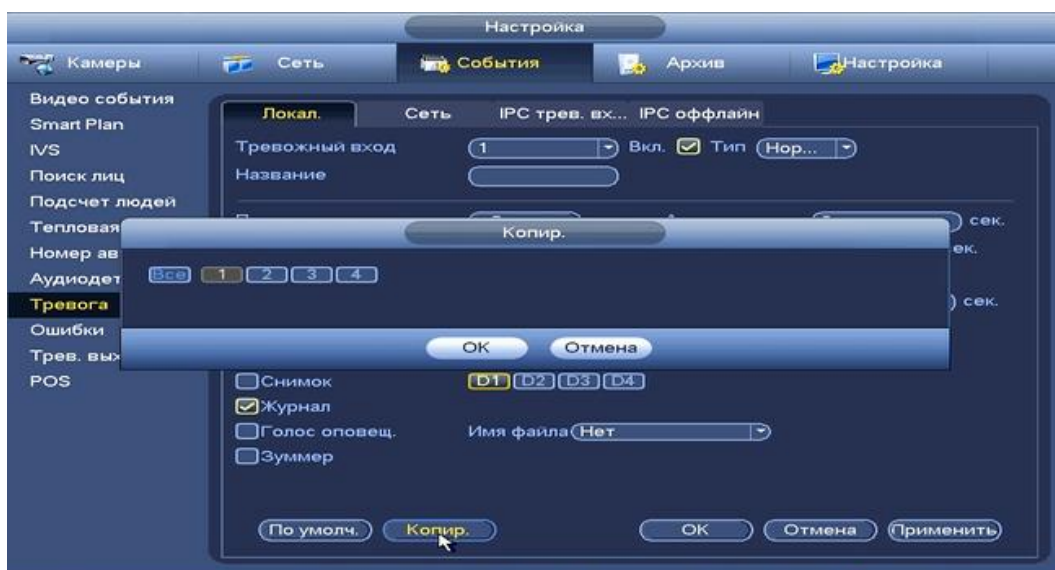 Настройка
Камеры Сеть События Архив Настройка
Видео события
Smart Plan
IVS
Поиск лиц
Подсчет людей
Тепловая
Номер ав
Аудиодет
Тревога
Ошибки
Трев. вых
POS
Локал. Сеть IPC трев. вх... IPC оффлайн
Тревожный вход 1 Вкл. Тип Нор...
Название
сек.
Копир.
ек.
Все 1 2 3 4
сек.
OK Отмена
Снимок D1 D2 D3 D4
Журнал
Голос оповещ. Имя файла Нет
Зуммер
По умолч. Копир. OK Отмена Применить